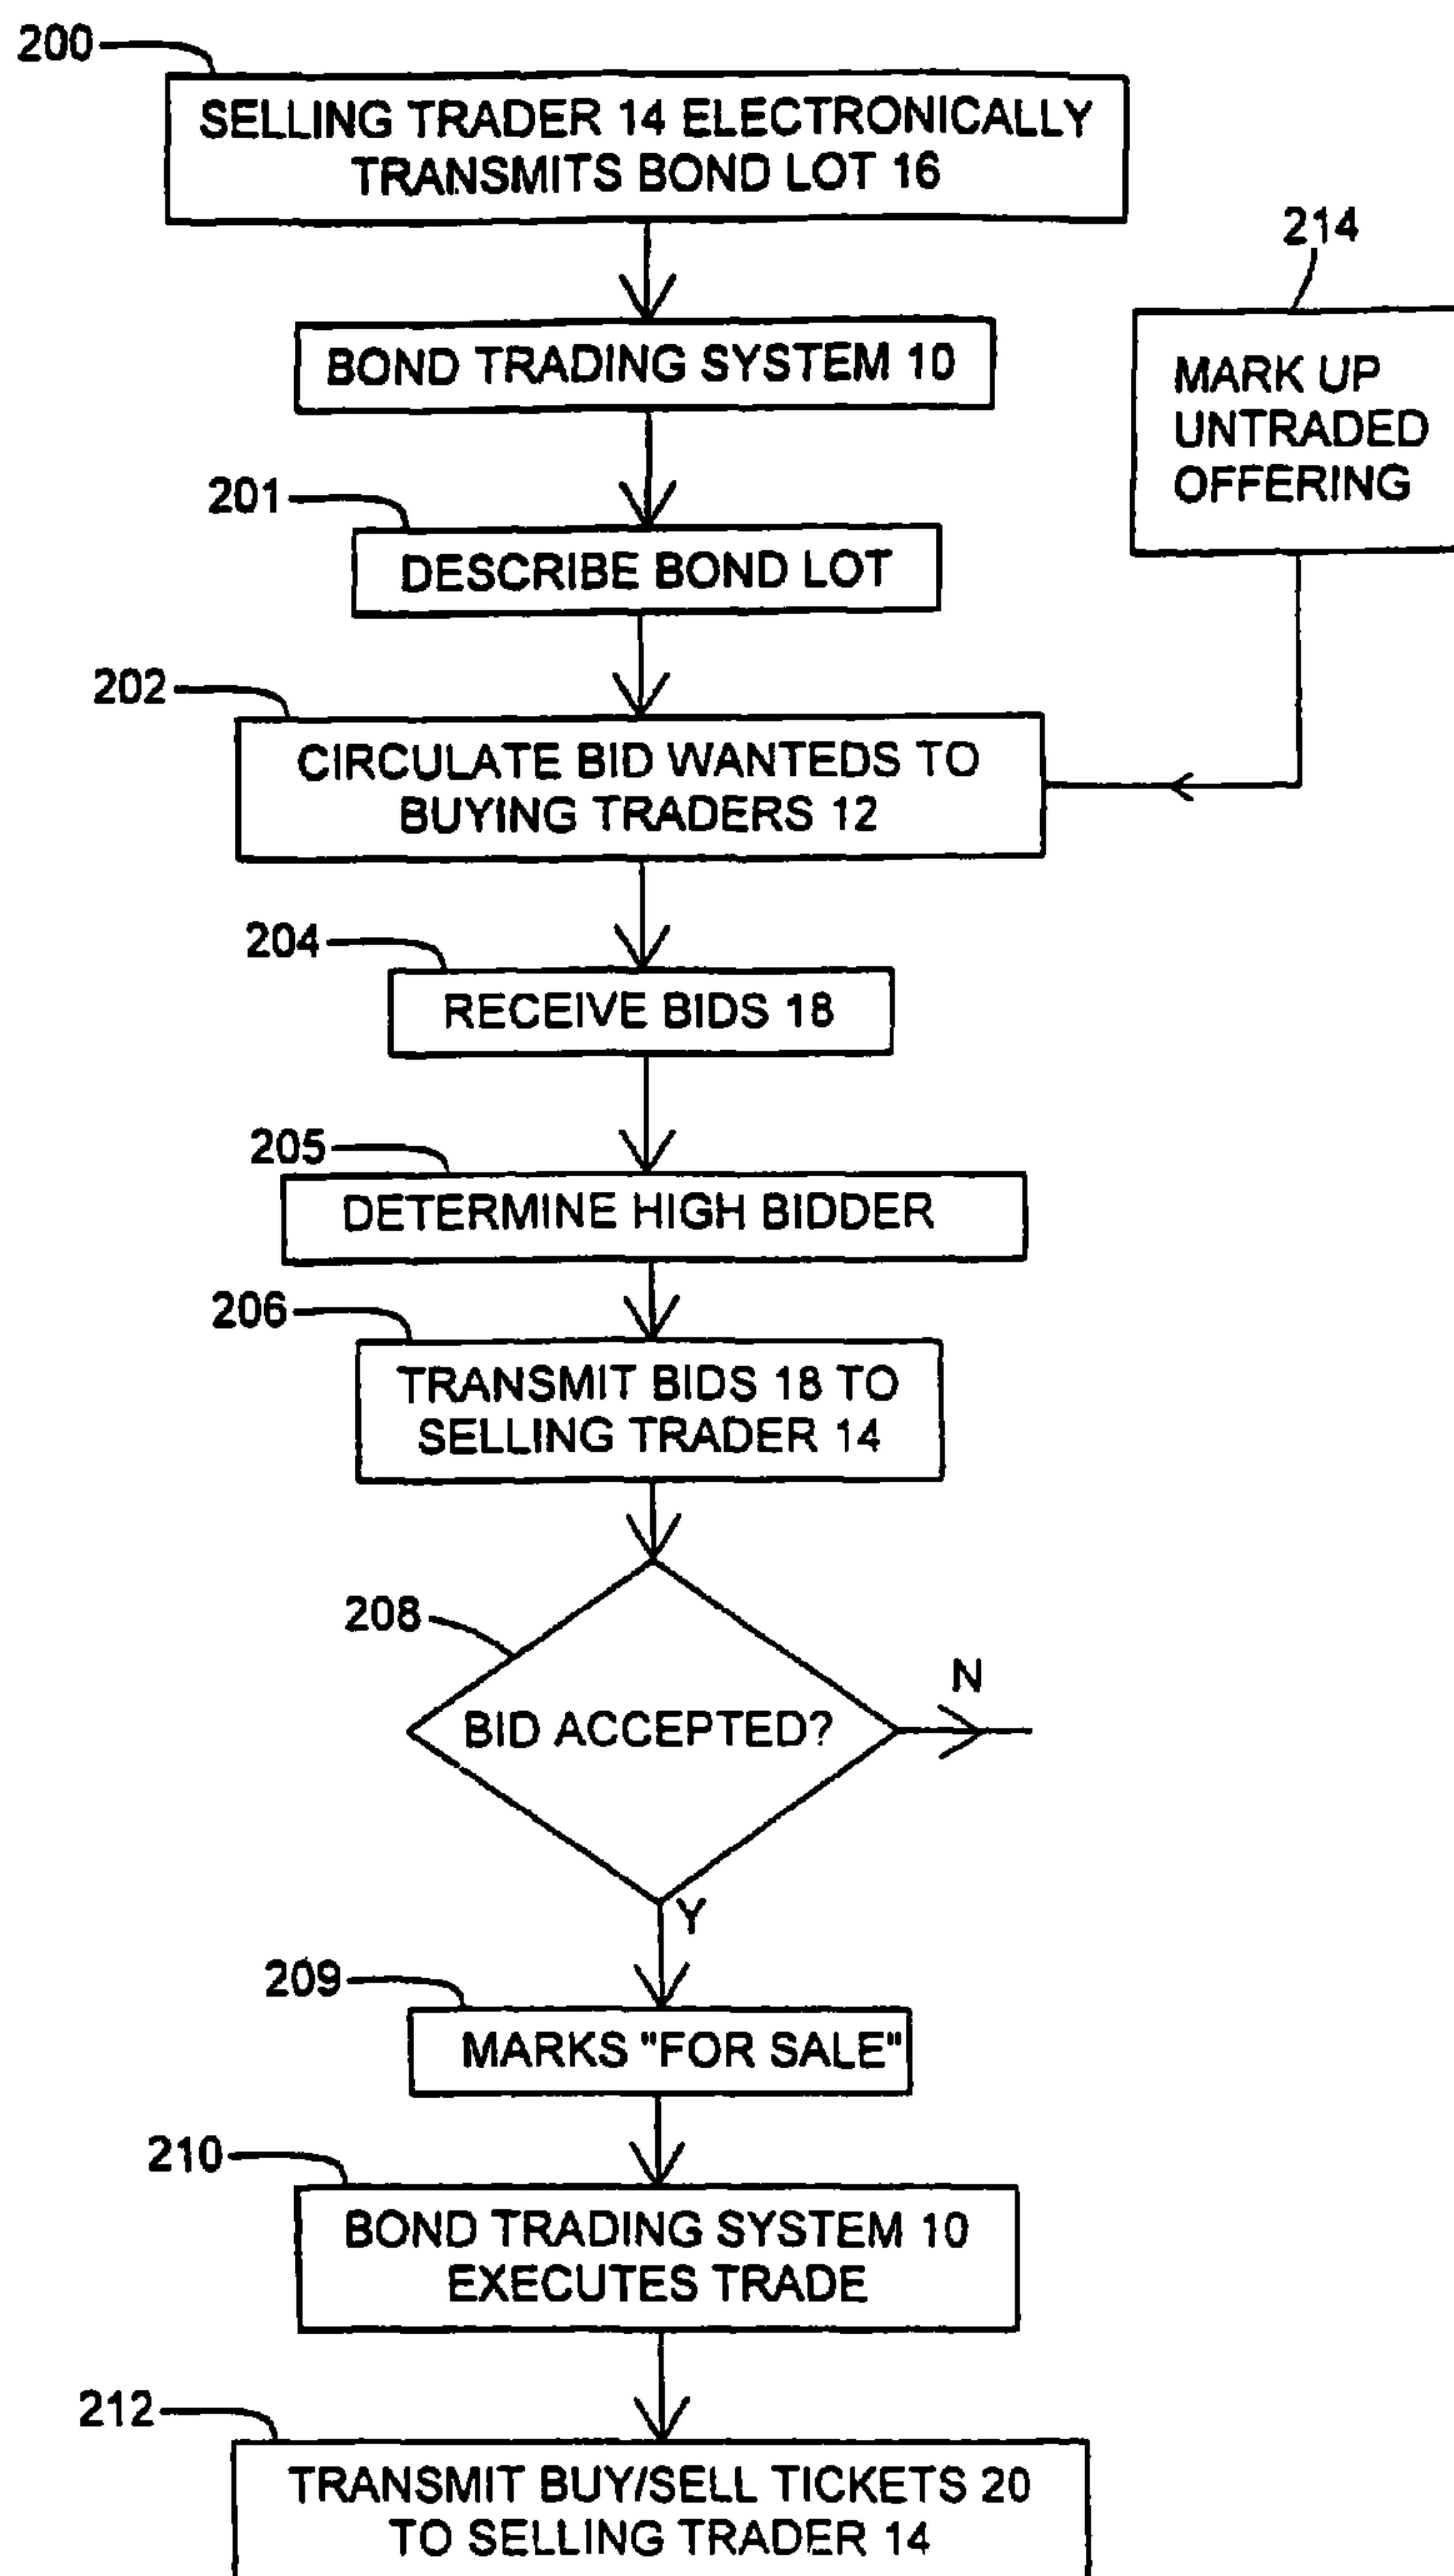 200
SELLING TRADER 14 ELECTRONICALLY
TRANSMITS BOND LOT 16
214
BOND TRADING SYSTEM 10
MARK UP
UNTRADED
OFFERING
201
DESCRIBE BOND LOT
202
CIRCULATE BID WANTEDS TO
BUYING TRADERS 12
204
RECEIVE BIDS 18
205
DETERMINE HIGH BIDDER
206
TRANSMIT BIDS 18 TO
SELLING TRADER 14
208
N
BID ACCEPTED?
Y
209
MARKS "FOR SALE"
210
BOND TRADING SYSTEM 10
EXECUTES TRADE
212
TRANSMIT BUY/SELL TICKETS 20
TO SELLING TRADER 14